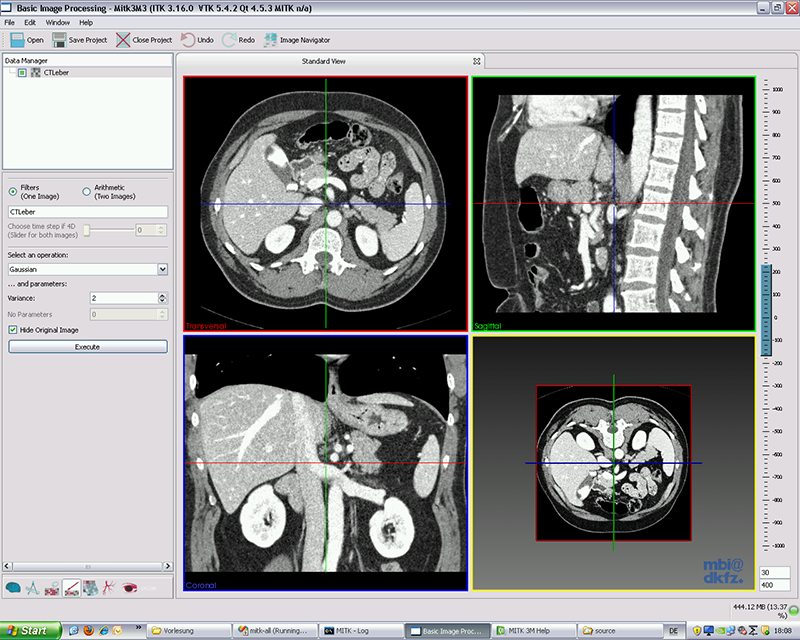 Basic Image Processing - Mitk3M3 (ITK 3.16.0 VTK 5.4.2 Qt 4.5.3 MITK n/a)
File Edit Window Help
Open Save Project Close Project Undo Redo Image Navigator
Data Manager
CTLeber
Standard View
Filters
(One Image)
Arithmetic
(Two Images)
CTLeber
Choose time step if 4D
(Slider for both images)
0
Select an operation:
Gaussian
... and parameters:
Variance:
2
No Parameters
0
Hide Original Image
Execute
Transversal
Sagittal
Coronal
mbi@
dkfz.
1000
900
800
700
600
500
400
300
200
100
0
-100
-200
-300
-400
-500
-600
-700
-800
-900
-1000
30
400
444.12 MB (13.37
%)
Start
Vorlesung
mitk-all (Running...
MITK - Log
Basic Image Proces...
MITK 3M Help
source
DE
18:03